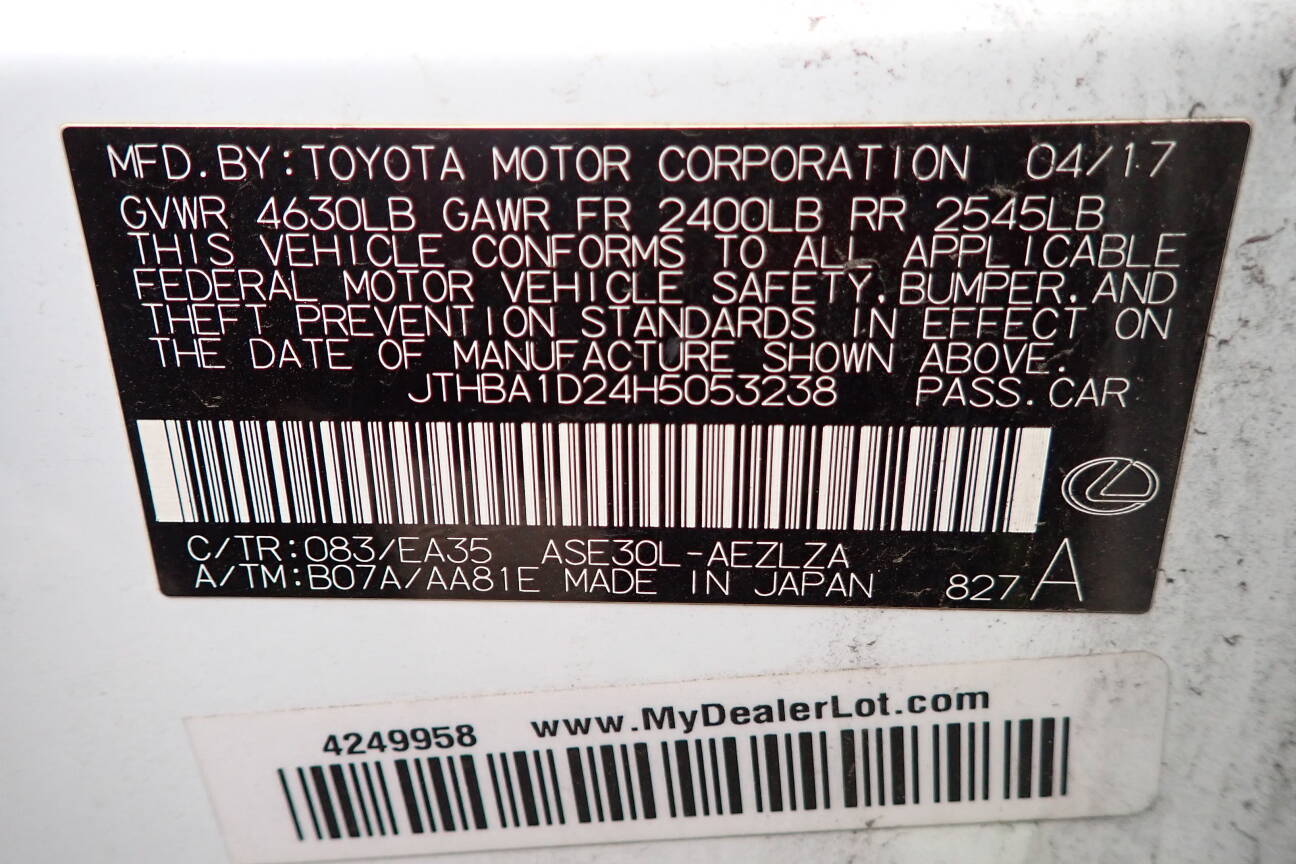 MFD. BY: TOYOTA MOTOR CORPORATION 04/17
GVWR 4630LB GAWR FR 2400LB RR 2545LB
THIS VEHICLE CONFORMS TO ALL APPLICABLE
FEDERAL MOTOR VEHICLE SAFETY, BUMPER, AND
THEFT PREVENTION STANDARDS IN EFFECT ON
THE DATE OF MANUFACTURE SHOWN ABOVE.
JTHBA1D24H5053238 PASS. CAR
C/TR: 083/EA35 ASE30L-AEZLZA
A/TM: B07A/AA81E MADE IN JAPAN 827 A
4249958 www.MyDealerLot.com